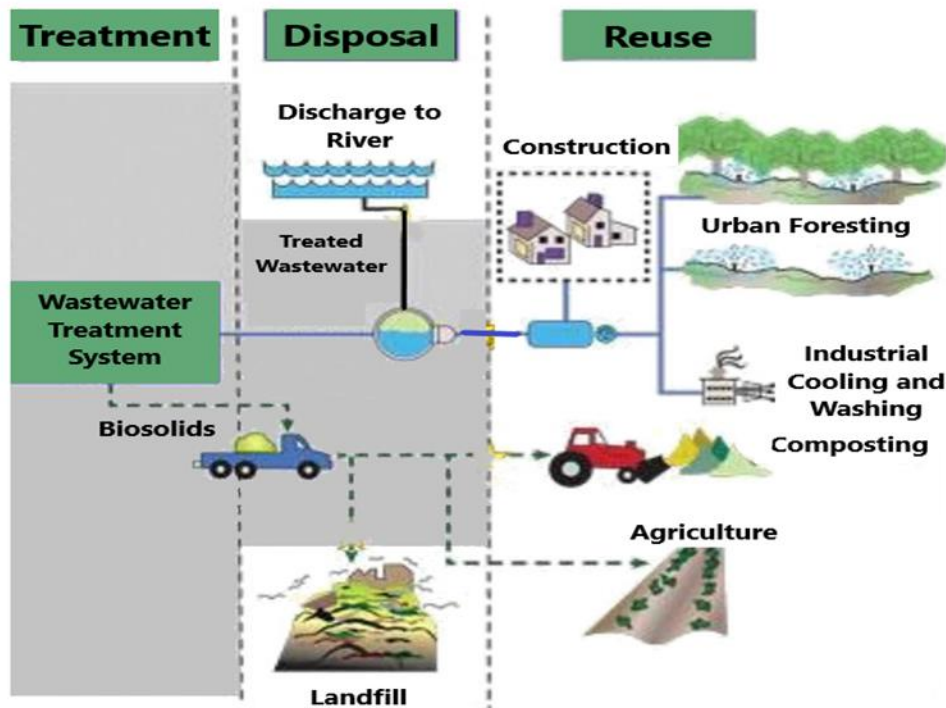 Treatment
Disposal
Reuse
Discharge to
River
Construction
Urban Foresting
Treated
Wastewater
Wastewater
Treatment
System
Industrial
Cooling and
Washing
Biosolids
Composting
Agriculture
Landfill